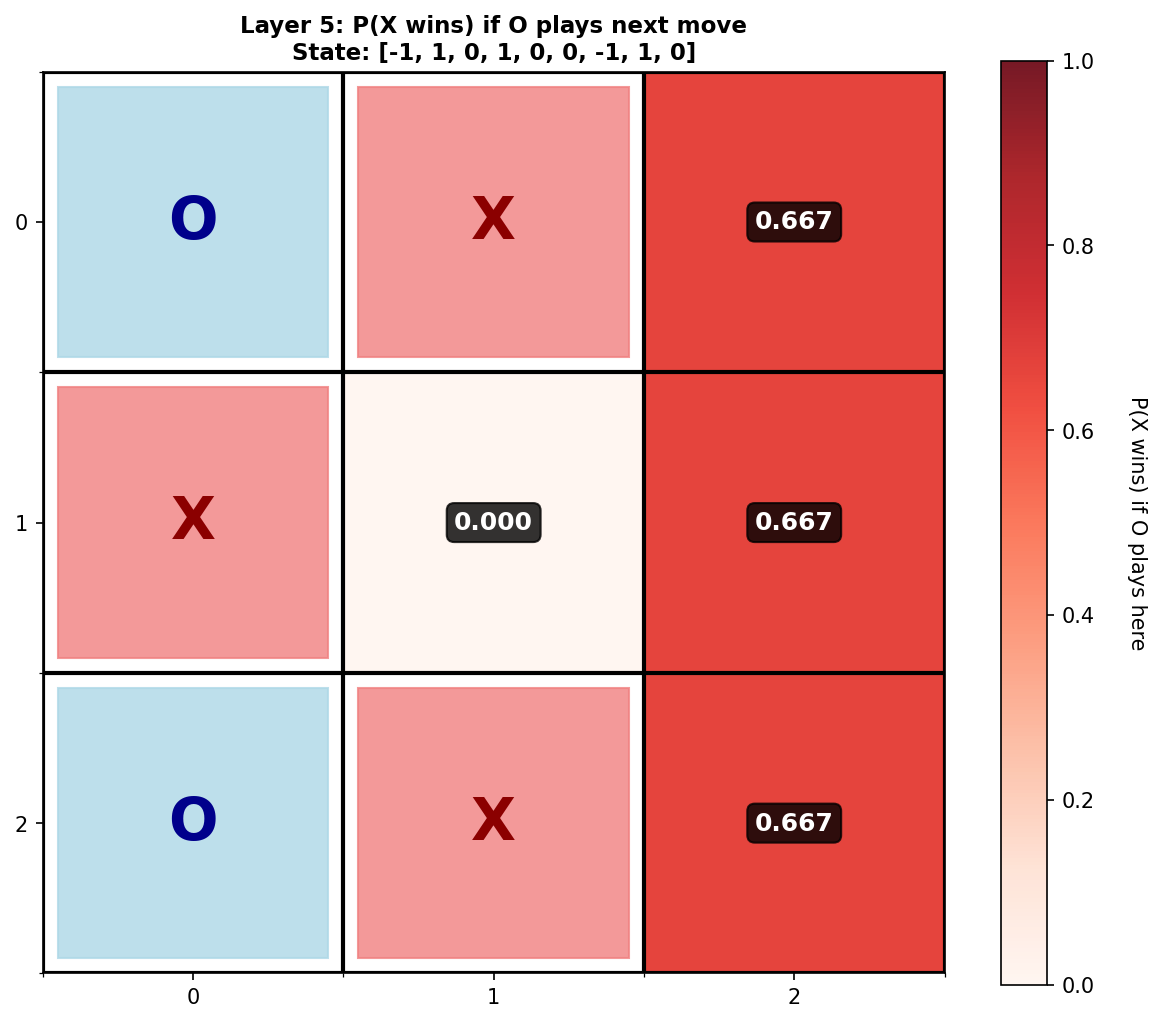 Layer 5: P(X wins) if O plays next move
State: [-1, 1, 0, 1, 0, 0, -1, 1, 0]
0
O
X
0.667
1
X
0.000
0.667
2
O
X
0.667
0
1
2
1.0
0.8
0.6
0.4
0.2
0.0
P(X wins) if O plays here